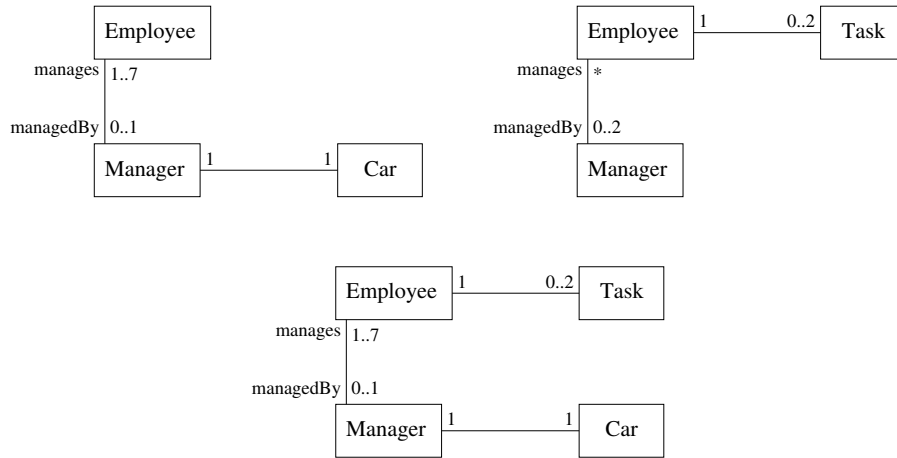 Employee
manages
1..7
managedBy
0..1
Manager
1
1
Car
Employee
1
0..2
Task
manages
*
managedBy
0..2
Manager
Employee
1
0..2
Task
manages
1..7
managedBy
0..1
Manager
1
1
Car